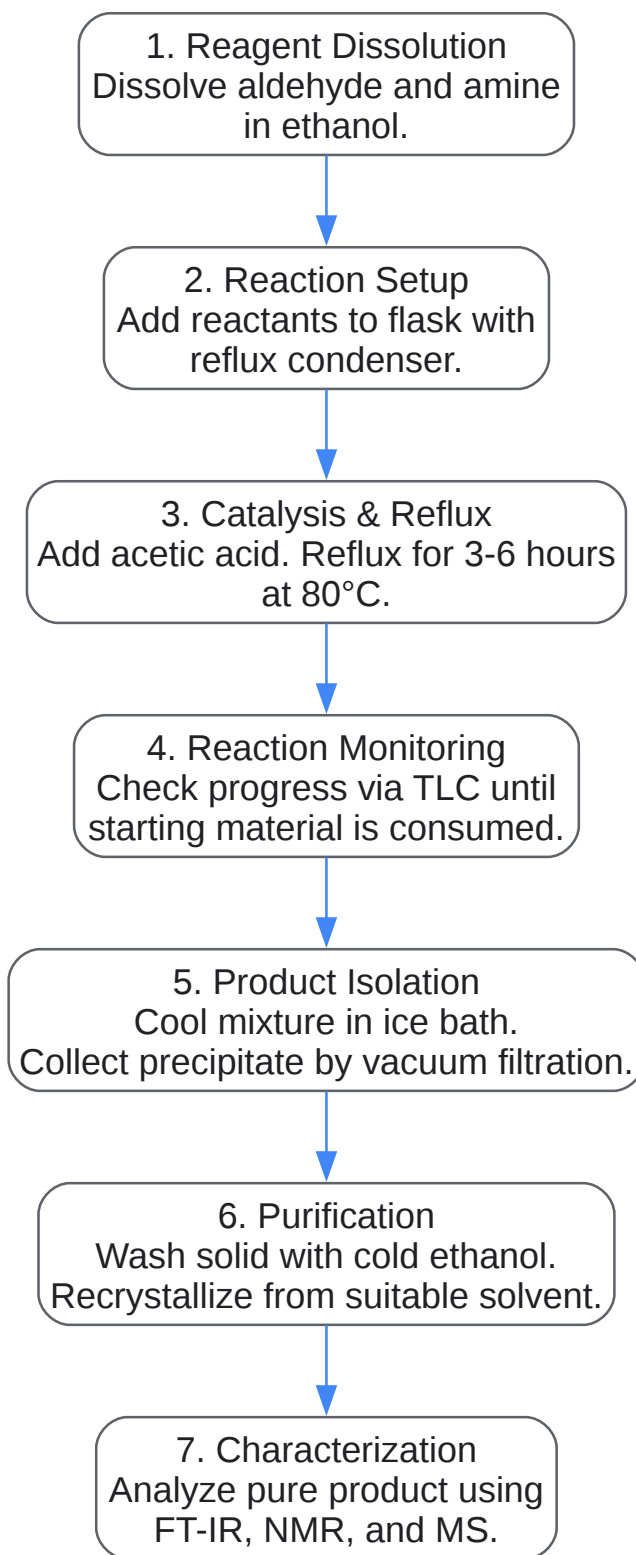 1. Reagent Dissolution
Dissolve aldehyde and amine
in ethanol.
2. Reaction Setup
Add reactants to flask with
reflux condenser.
3. Catalysis & Reflux
Add acetic acid. Reflux for 3-6 hours
at 80°C.
4. Reaction Monitoring
Check progress via TLC until
starting material is consumed.
5. Product Isolation
Cool mixture in ice bath.
Collect precipitate by vacuum filtration.
6. Purification
Wash solid with cold ethanol.
Recrystallize from suitable solvent.
7. Characterization
Analyze pure product using
FT-IR, NMR, and MS.